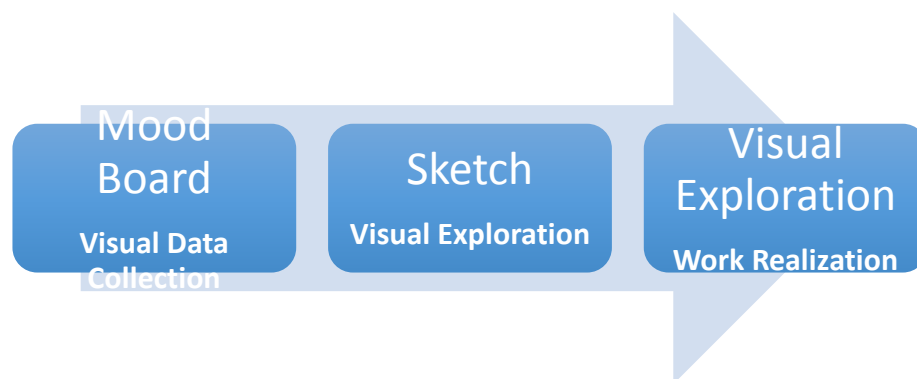 Mood
Board
Visual Data
Collection
Sketch
Visual Exploration
Visual
Exploration
Work Realization